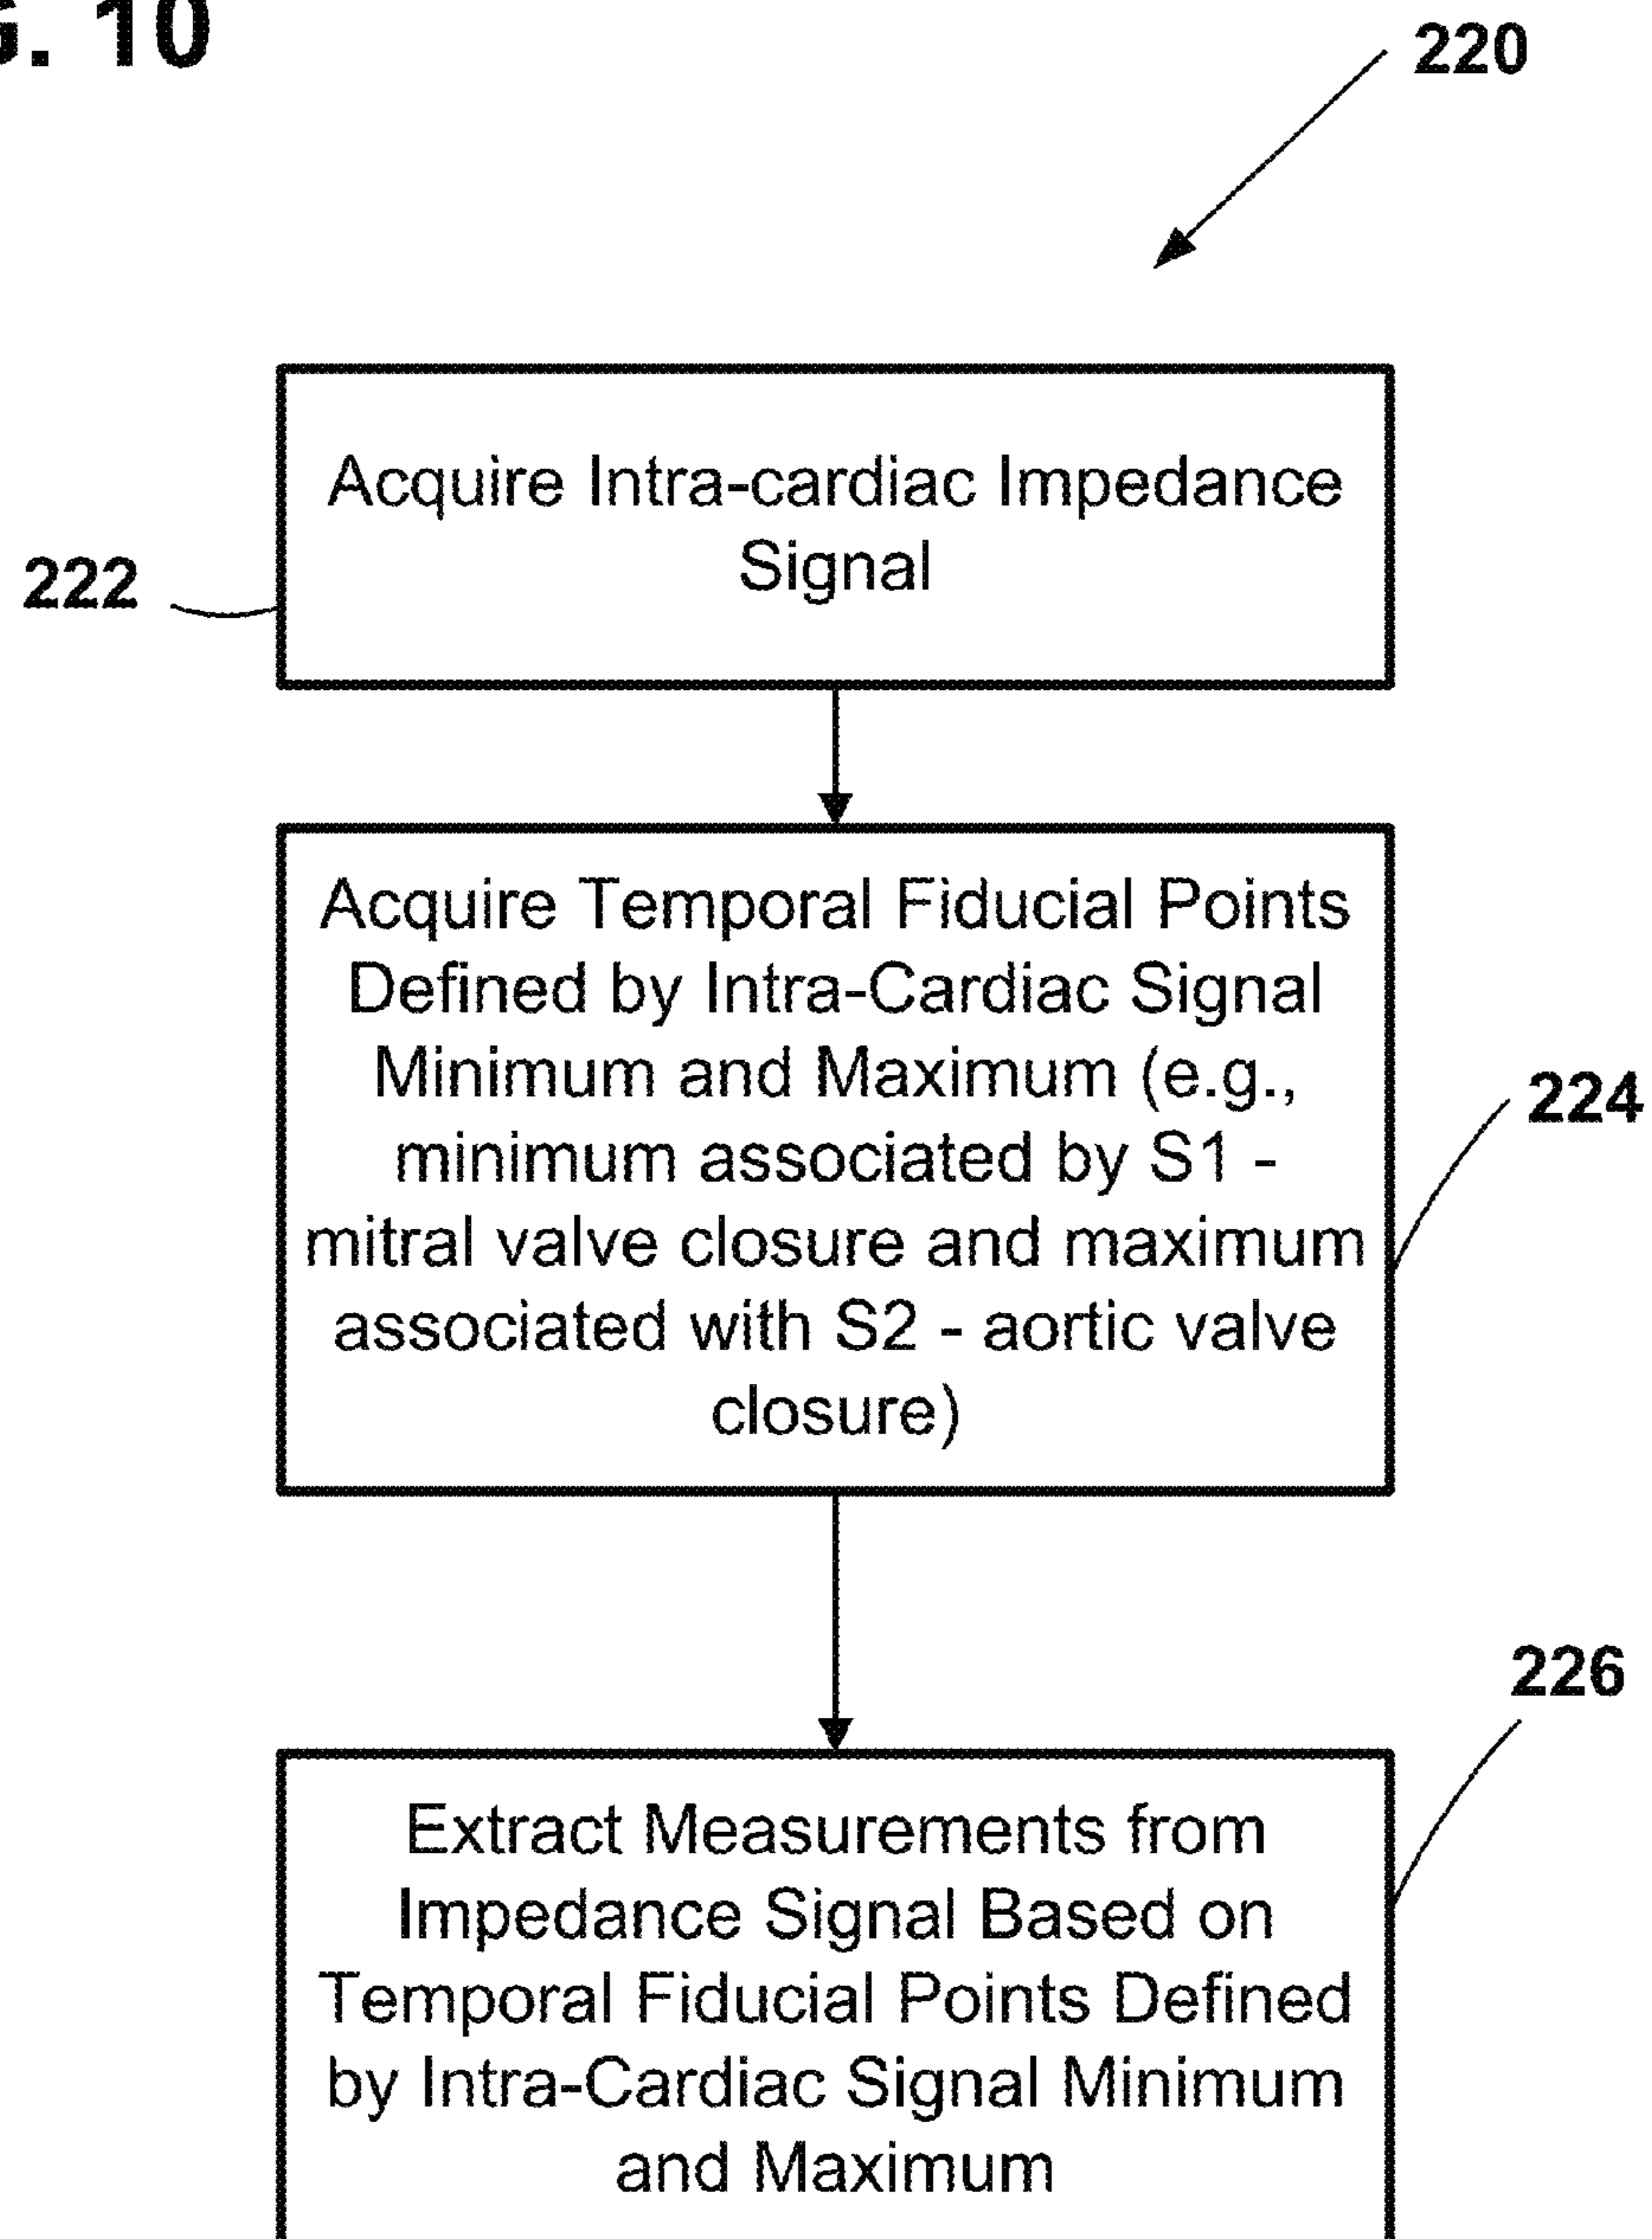 G. 10
220
Acquire Intra-cardiac Impedance
Signal
222
Acquire Temporal Fiducial Points
Defined by Intra-Cardiac Signal
Minimum and Maximum (e.g.,
minimum associated by S1 -
mitral valve closure and maximum
associated with S2 - aortic valve
closure)
224
226
Extract Measurements from
Impedance Signal Based on
Temporal Fiducial Points Defined
by Intra-Cardiac Signal Minimum
and Maximum